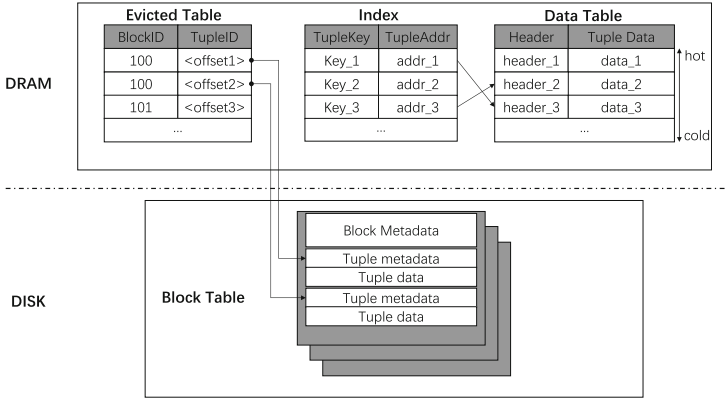 Evicted Table Index Data Table
BlockID TupleID TupleKey TupleAddr Header Tuple Data
100 <offset1> Key_1 addr_1 header_1 data_1 hot
DRAM
100 <offset2> Key_2 addr_2 header_2 data_2
101 <offset3> Key_3 addr_3 header_3 data_3
... ... ... cold
Block Metadata
Tuple metadata
Tuple data
DISK Block Table Tuple metadata
Tuple data